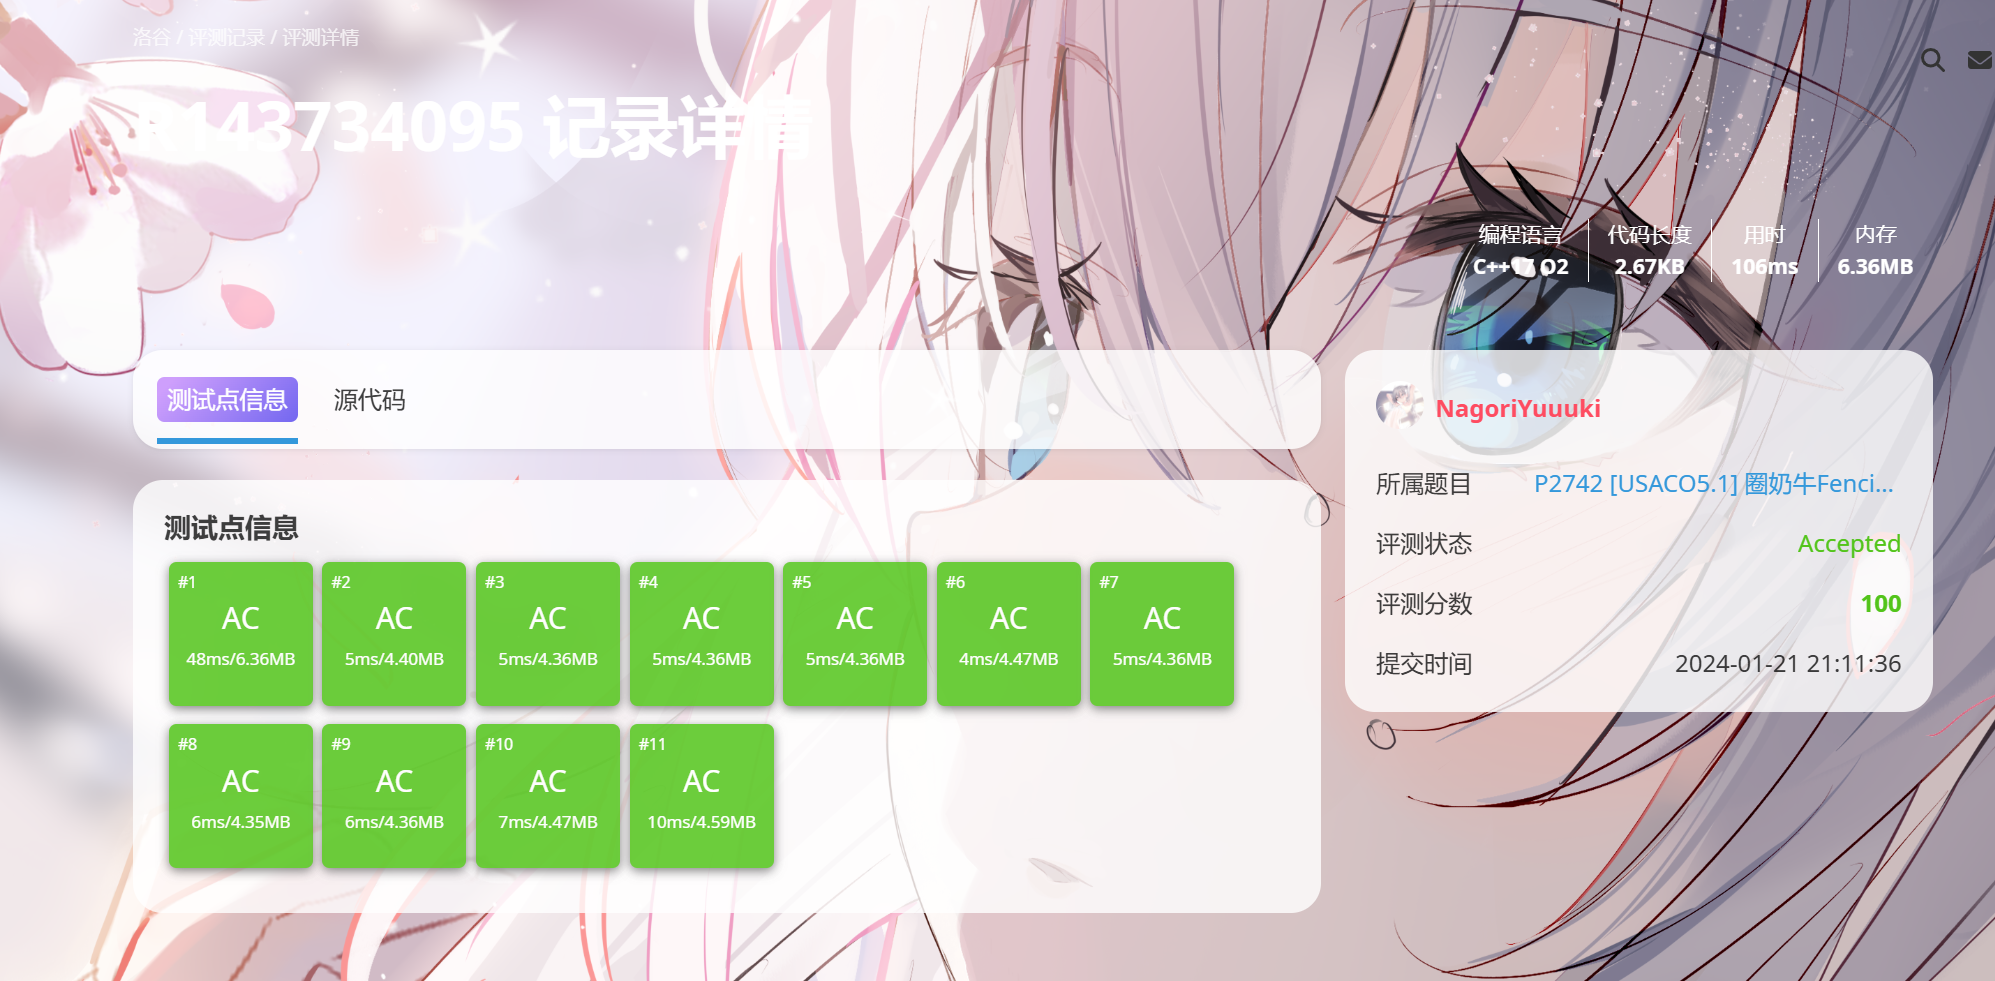 洛谷 / 评测记录 / 评测详情
R143734095 记录详情
编程语言 代码长度 用时 内存
C++17 O2 2.67KB 106ms 6.36MB
测试点信息 源代码
NagoriYuuuki
所属题目 P2742 [USACO5.1] 圈奶牛Fenci...
评测状态 Accepted
评测分数 100
提交时间 2024-01-21 21:11:36
测试点信息
#1 #2 #3 #4 #5 #6 #7
AC AC AC AC AC AC AC
48ms/6.36MB 5ms/4.40MB 5ms/4.36MB 5ms/4.36MB 5ms/4.36MB 4ms/4.47MB 5ms/4.36MB
#8 #9 #10 #11
AC AC AC AC
6ms/4.35MB 6ms/4.36MB 7ms/4.47MB 10ms/4.59MB